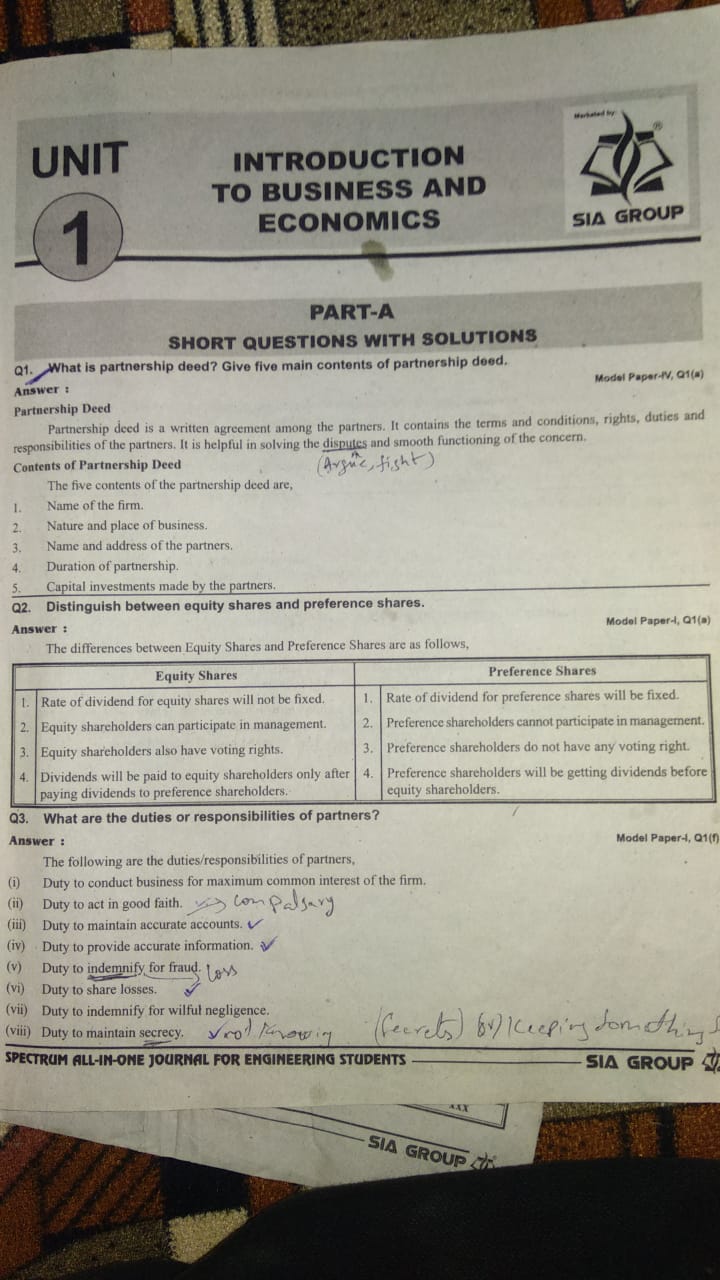 Marketed by:
®
UNIT
1
INTRODUCTION
TO BUSINESS AND
ECONOMICS
SIA GROUP
PART-A
SHORT QUESTIONS WITH SOLUTIONS
Q1. What is partnership deed? Give five main contents of partnership deed.
Model Paper-IV, Q1(a)
Answer :
Partnership Deed
Partnership deed is a written agreement among the partners. It contains the terms and conditions, rights, duties and
responsibilities of the partners. It is helpful in solving the disputes and smooth functioning of the concern.
(Argue, fight)
Contents of Partnership Deed
The five contents of the partnership deed are,
1. Name of the firm.
2. Nature and place of business.
3. Name and address of the partners.
4. Duration of partnership.
5. Capital investments made by the partners.
Q2. Distinguish between equity shares and preference shares.
Model Paper-I, Q1(a)
Answer :
The differences between Equity Shares and Preference Shares are as follows,
Equity Shares
1. Rate of dividend for equity shares will not be fixed.
2. Equity shareholders can participate in management.
3. Equity shareholders also have voting rights.
4. Dividends will be paid to equity shareholders only after
paying dividends to preference shareholders.
Preference Shares
1. Rate of dividend for preference shares will be fixed.
2. Preference shareholders cannot participate in management.
3. Preference shareholders do not have any voting right.
4. Preference shareholders will be getting dividends before
equity shareholders.
Q3. What are the duties or responsibilities of partners?
Model Paper-I, Q1(f)
Answer :
The following are the duties/responsibilities of partners,
(i) Duty to conduct business for maximum common interest of the firm.
(ii) Duty to act in good faith. compalsary
(iii) Duty to maintain accurate accounts.
(iv) Duty to provide accurate information.
(v) Duty to indemnify for fraud. loss
(vi) Duty to share losses.
(vii) Duty to indemnify for wilful negligence.
(viii) Duty to maintain secrecy. not Knowing (Secrets) (or) Keeping Something
SPECTRUM ALL-IN-ONE JOURNAL FOR ENGINEERING STUDENTS
SIA GROUP
SIA GROUP